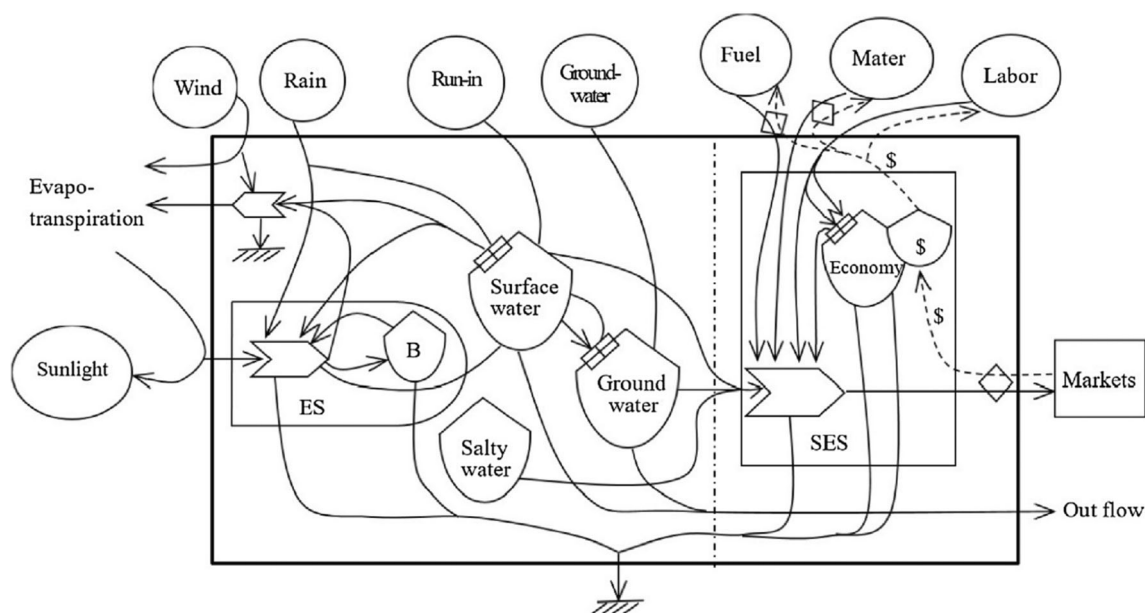 Wind
Rain
Run-in
Ground-
water
Fuel
Mater
Labor
Evapo-
transpiration
$
Surface
water
Economy
$
$
Sunlight
B
ES
Ground
water
Markets
Salty
water
SES
Out flow